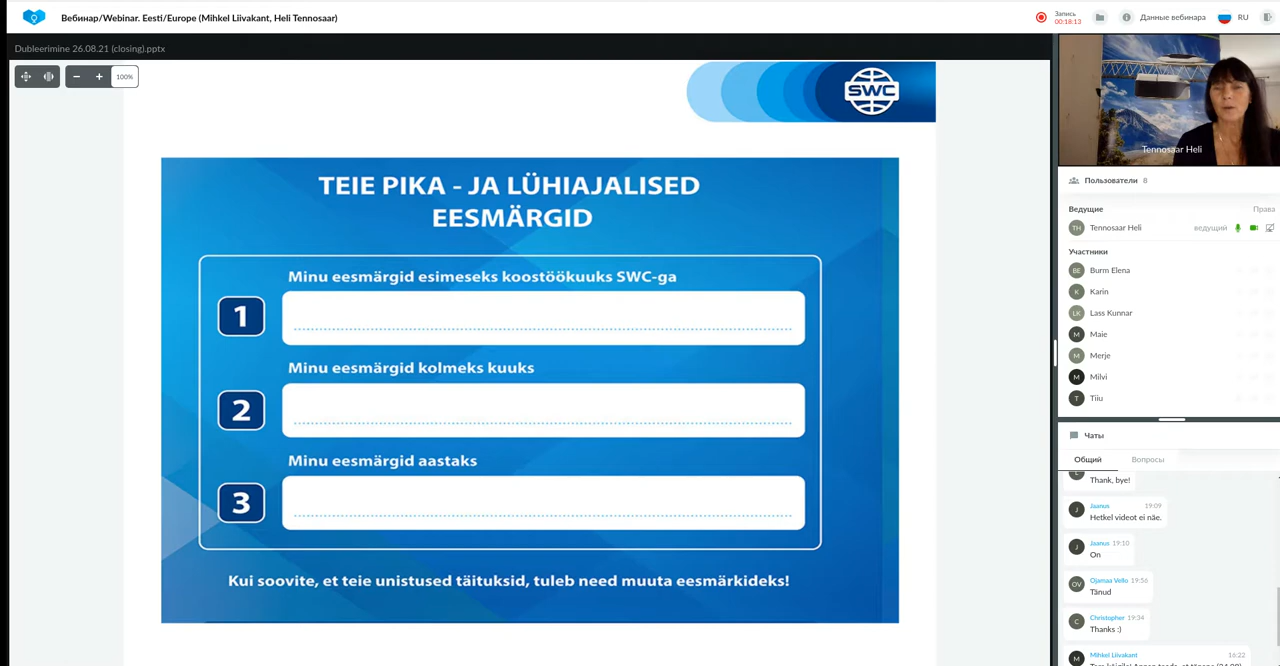 Вебинар/Webinar. Eesti/Europe (Mihkel Liivakant, Heli Tennosaar)
Запись
00:18:13
Данные вебинара
RU
Dubleerimine 26.08.21 (closing).pptx
100%
SWC
TEIE PIKA - JA LÜHIAJALISED
EESMÄRGID
Minu eesmärgid esimeseks koostöökuuks SWC-ga
1
Minu eesmärgid kolmeks kuuks
2
Minu eesmärgid aastaks
3
Kui soovite, et teie unistused täituksid, tuleb need muuta eesmärkideks!
Tennosaar Heli
Пользователи 8
Ведущие Права
TH Tennosaar Heli ведущий
Участники
BE Burm Elena
K Karin
LK Lass Kunnar
M Maie
M Merje
M Milvi
T Tiiu
Чаты
Общий Вопросы
Thank, bye!
J Jaanus 19:09
Hetkel videot ei näe.
J Jaanus 19:10
On
OV Ojamaa Vello 19:56
Tänud
C Christopher 19:34
Thanks :)
M Mihkel Liivakant 16:22